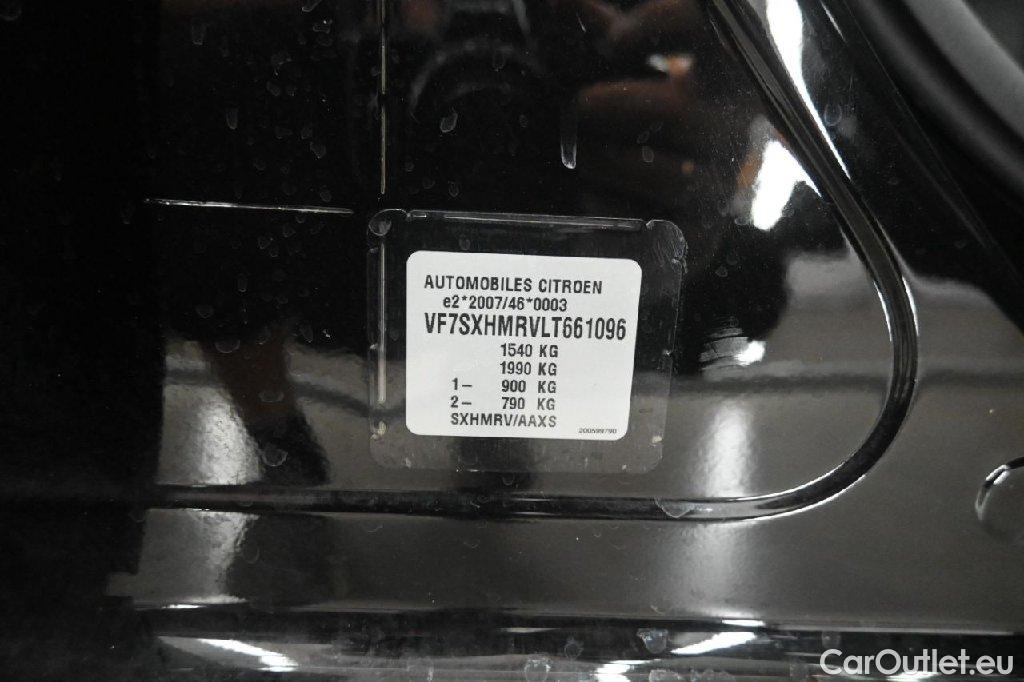 AUTOMOBILES CITROEN
e2*2007/46*0003
VF7SXHMRVLT661096
1540 KG
1990 KG
1- 900 KG
2- 790 KG
SXHMRV/AAXS
200599790
CarOutlet.eu